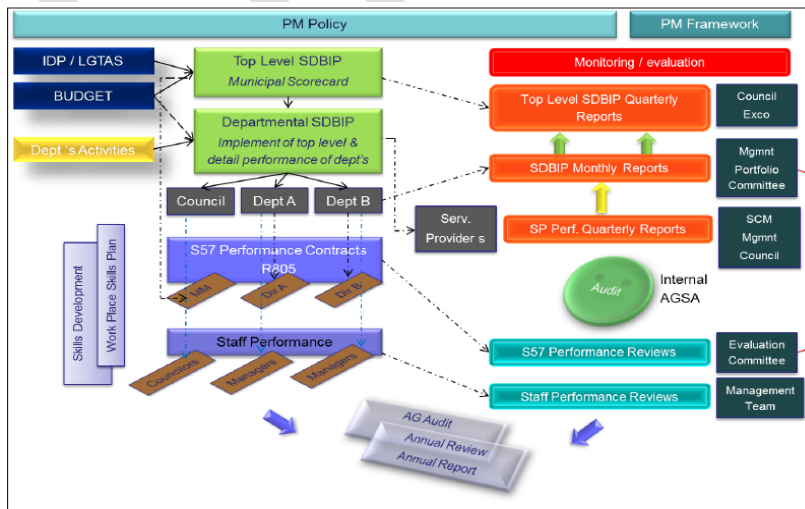 PM Policy
PM Framework
IDP / LGTAS
BUDGET
Dept 's Activities
Top Level SDBIP
Municipal Scorecard
Departmental SDBIP
Implement of top level &
detail performance of dept's
Council
Dept A
Dept B
Serv.
Provider s
S57 Performance Contracts
R805
MM
Dir A
Dir B
Staff Performance
Councilors
Managers
Managers
Skills Development
Work Place Skills Plan
Monitoring / evaluation
Top Level SDBIP Quarterly
Reports
Council
Exco
SDBIP Monthly Reports
Mgmnt
Portfolio
Committee
SP Perf. Quarterly Reports
SCM
Mgmnt
Council
Audit
Internal
AGSA
S57 Performance Reviews
Evaluation
Committee
Staff Performance Reviews
Management
Team
AG Audit
Annual Review
Annual Report